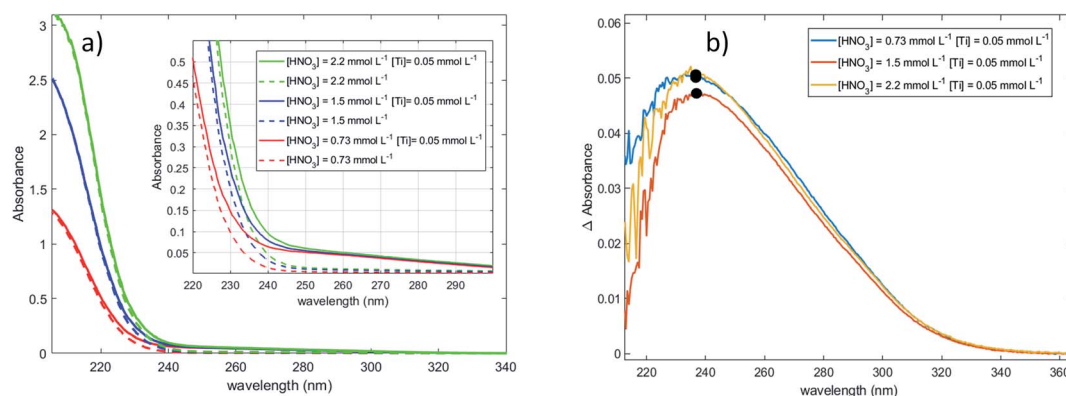 a)
3
2.5
2
1.5
1
0.5
0
Absorbance
220
240
260
280
300
320
340
wavelength (nm)
0.5
0.45
0.4
0.35
0.3
0.25
0.2
0.15
0.1
0.05
Absorbance
220
230
240
250
260
270
280
290
wavelength (nm)
[HNO₃] = 2.2 mmol L⁻¹ [Ti] = 0.05 mmol L⁻¹
[HNO₃] = 2.2 mmol L⁻¹
[HNO₃] = 1.5 mmol L⁻¹ [Ti] = 0.05 mmol L⁻¹
[HNO₃] = 1.5 mmol L⁻¹
[HNO₃] = 0.73 mmol L⁻¹ [Ti]= 0.05 mmol L⁻¹
[HNO₃] = 0.73 mmol L⁻¹
b)
0.06
0.05
0.04
0.03
0.02
0.01
0
Δ Absorbance
220
240
260
280
300
320
340
360
wavelength (nm)
[HNO₃] = 0.73 mmol L⁻¹ [Ti] = 0.05 mmol L⁻¹
[HNO₃] = 1.5 mmol L⁻¹ [Ti] = 0.05 mmol L⁻¹
[HNO₃] = 2.2 mmol L⁻¹ [Ti] = 0.05 mmol L⁻¹